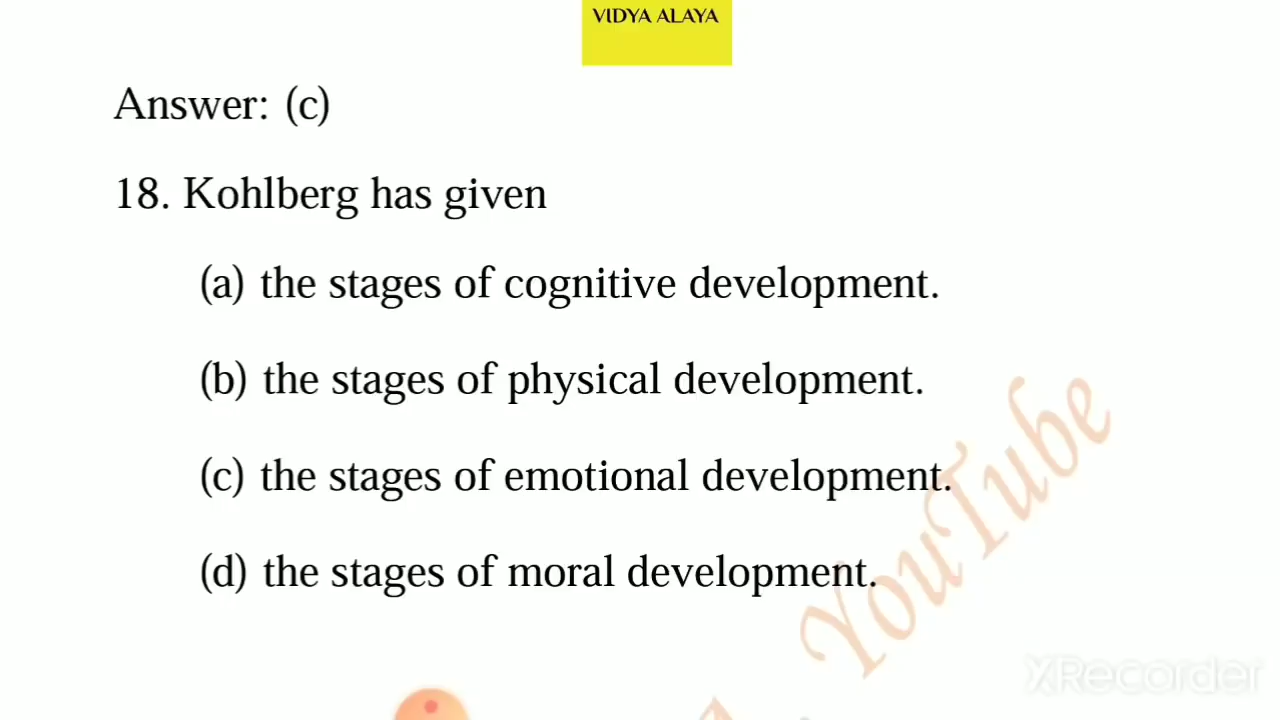 VIDYA ALAYA
Answer: (c)
18. Kohlberg has given
(a) the stages of cognitive development.
(b) the stages of physical development.
(c) the stages of emotional development.
(d) the stages of moral development.
YouTube
XRecorder